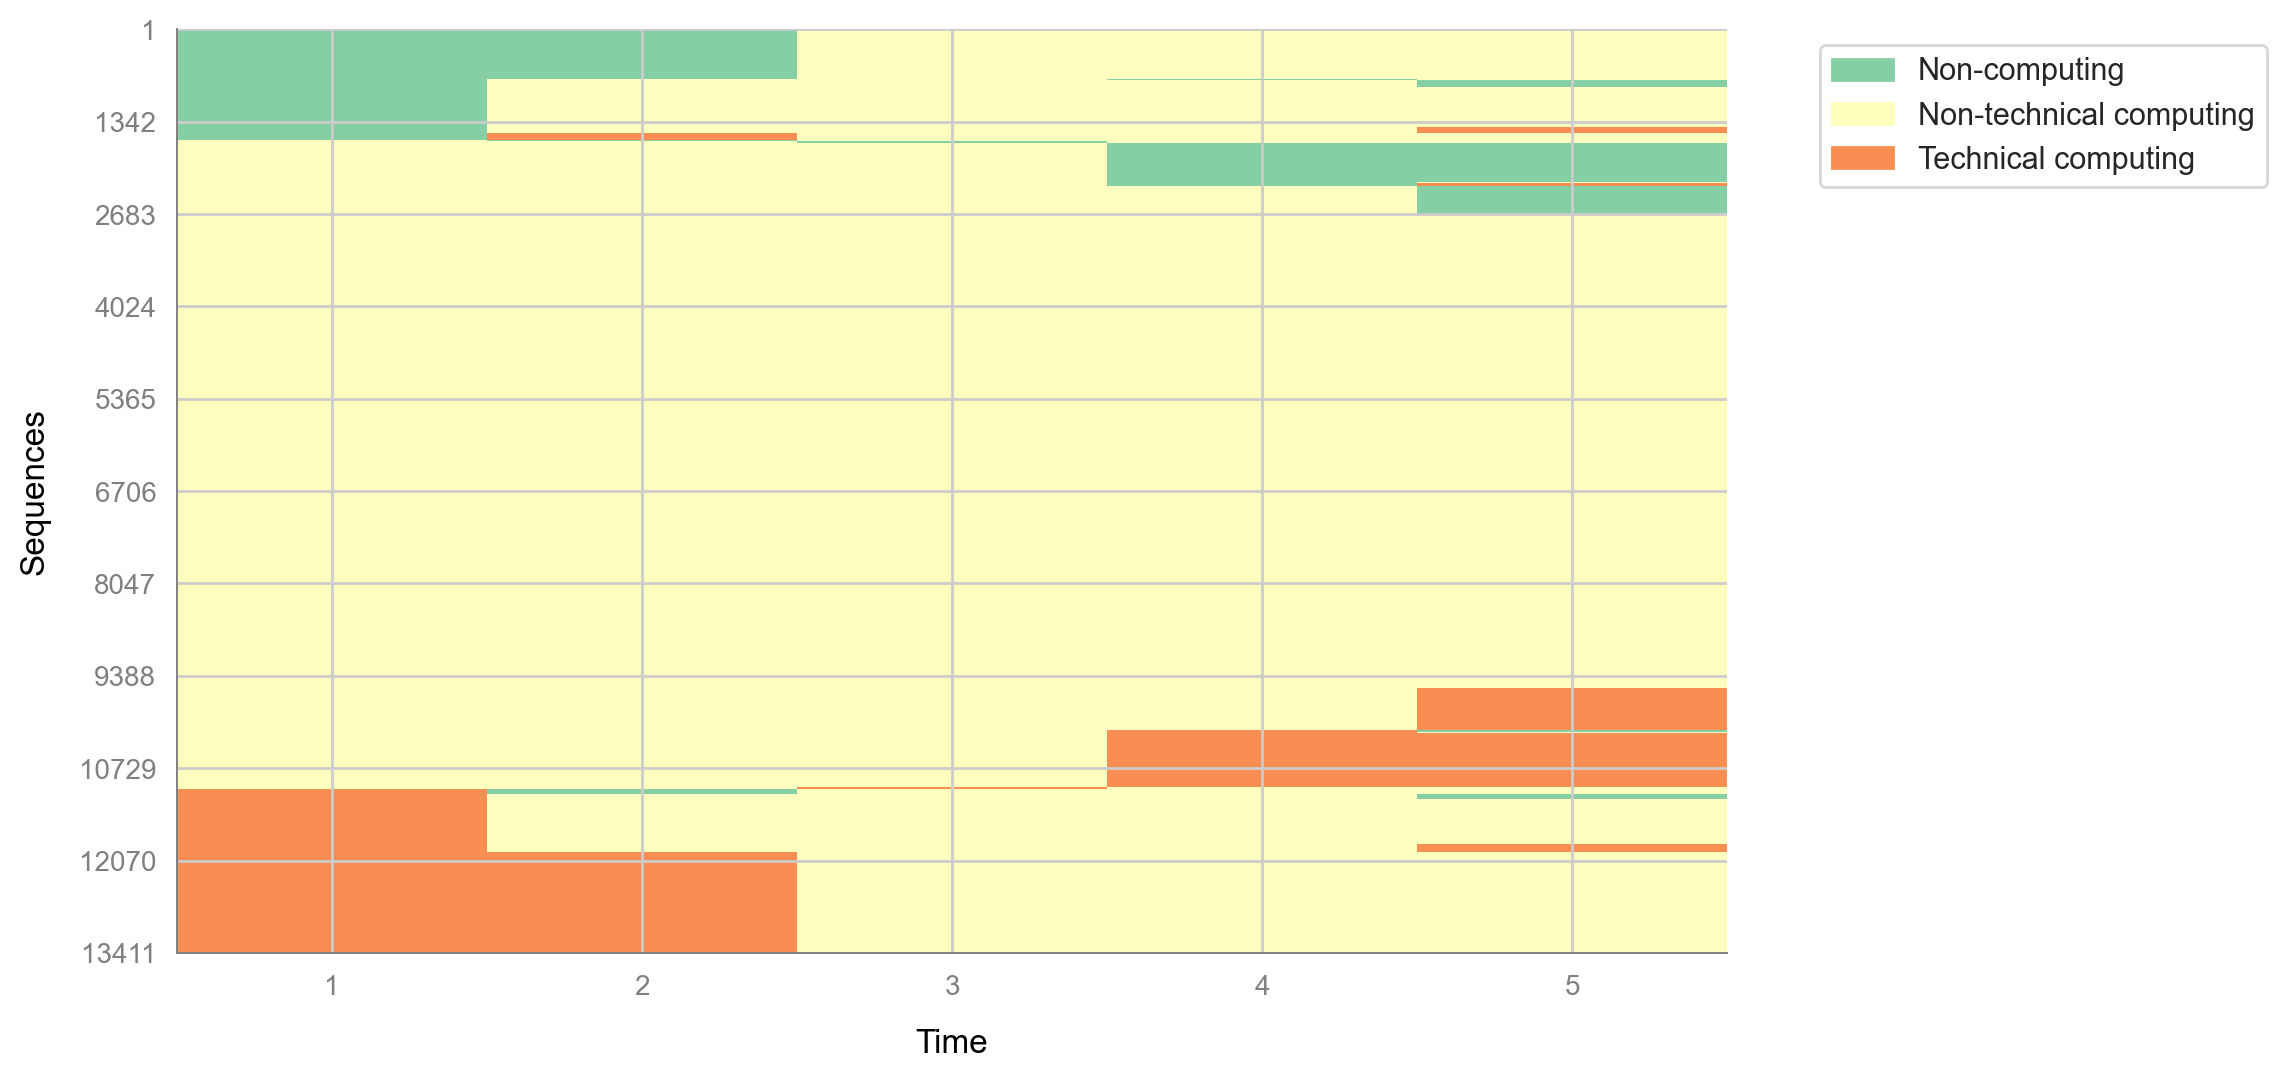 1
1342
2683
4024
5365
6706
8047
9388
10729
12070
13411
Sequences
1 2 3 4 5
Time
Non-computing
Non-technical computing
Technical computing